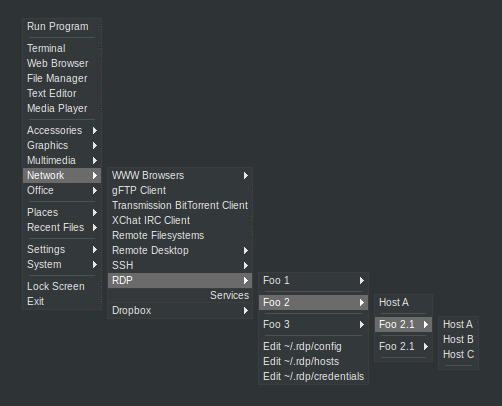 Run Program
Terminal
Web Browser
File Manager
Text Editor
Media Player
Accessories
Graphics
Multimedia
Network
Office
Places
Recent Files
Settings
System
Lock Screen
Exit
WWW Browsers
gFTP Client
Transmission BitTorrent Client
XChat IRC Client
Remote Filesystems
Remote Desktop
SSH
RDP
Services
Dropbox
Foo 1
Foo 2
Foo 3
Edit ~/.rdp/config
Edit ~/.rdp/hosts
Edit ~/.rdp/credentials
Host A
Foo 2.1
Foo 2.1
Host A
Host B
Host C